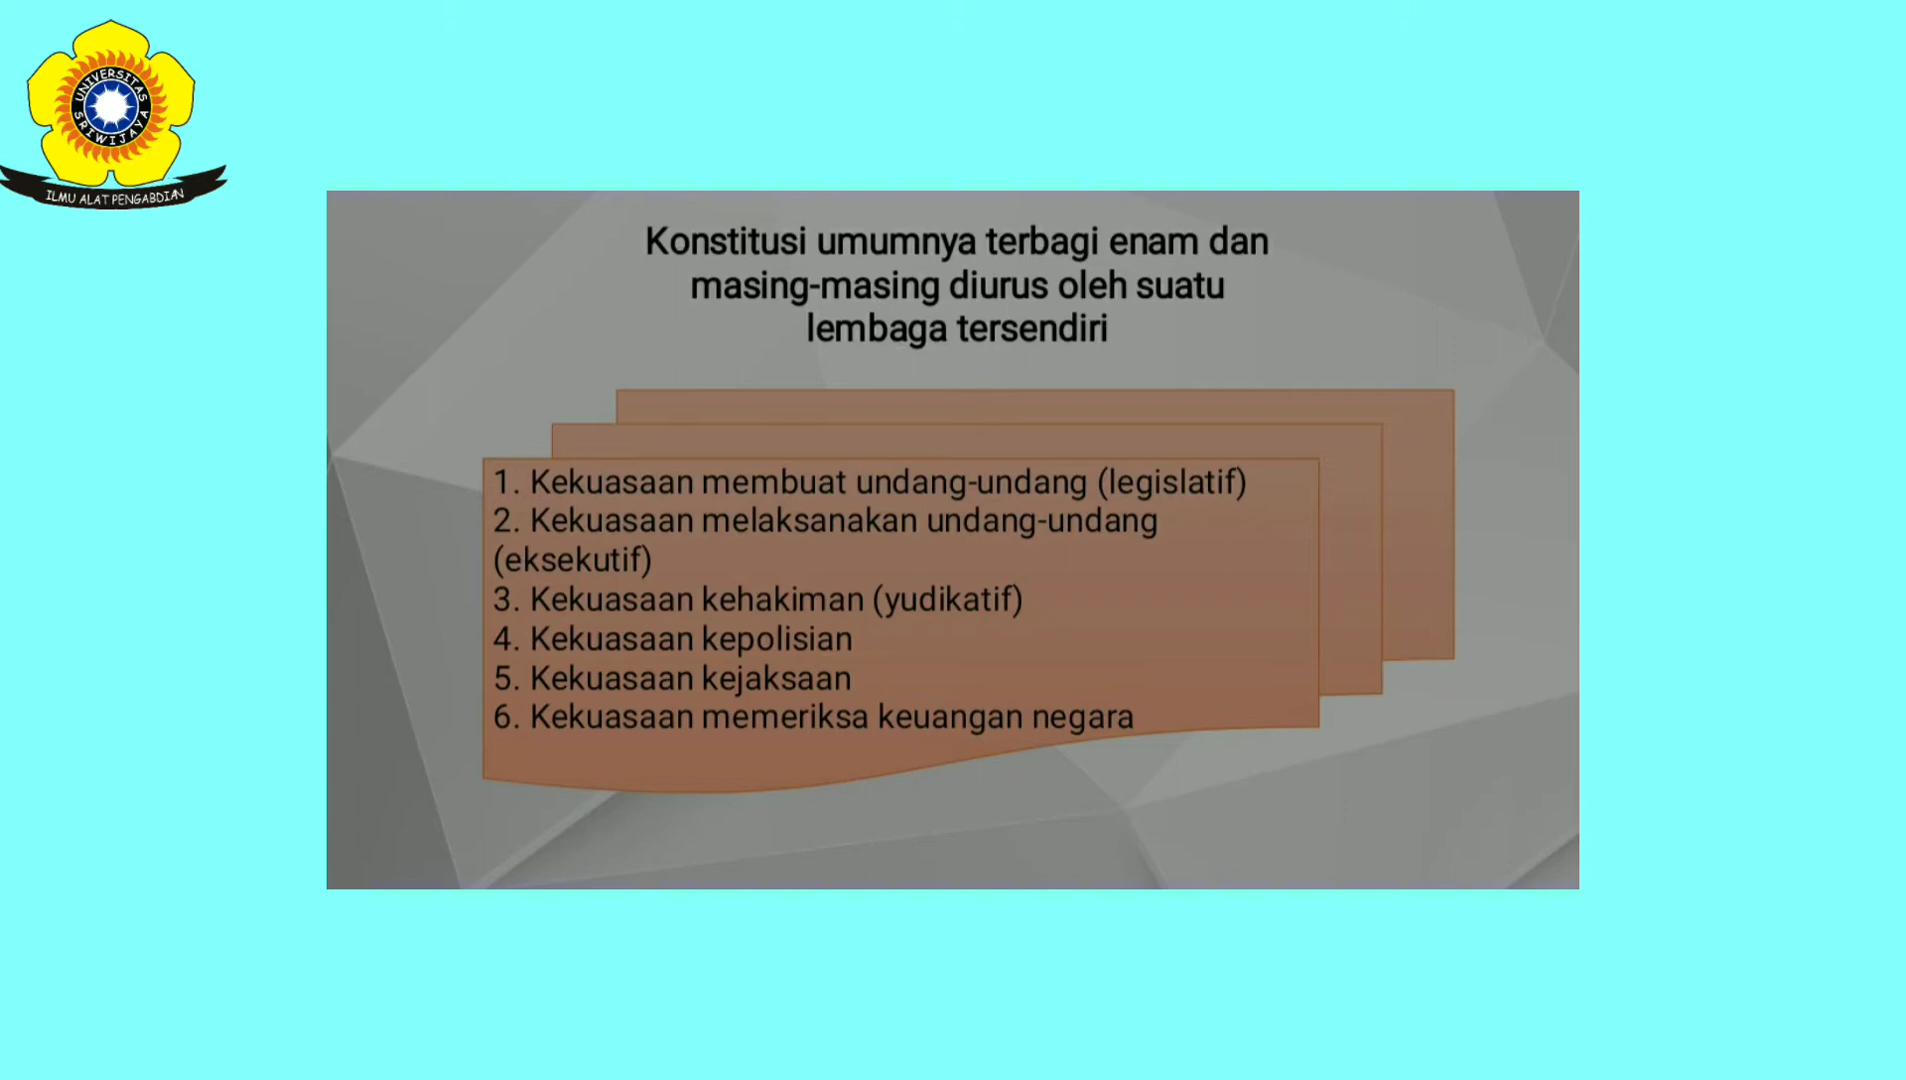 UNIVERSITAS
SRIWIJAYA
ILMU ALAT PENGABDIAN
Konstitusi umumnya terbagi enam dan
masing-masing diurus oleh suatu
lembaga tersendiri
1. Kekuasaan membuat undang-undang (legislatif)
2. Kekuasaan melaksanakan undang-undang
(eksekutif)
3. Kekuasaan kehakiman (yudikatif)
4. Kekuasaan kepolisian
5. Kekuasaan kejaksaan
6. Kekuasaan memeriksa keuangan negara